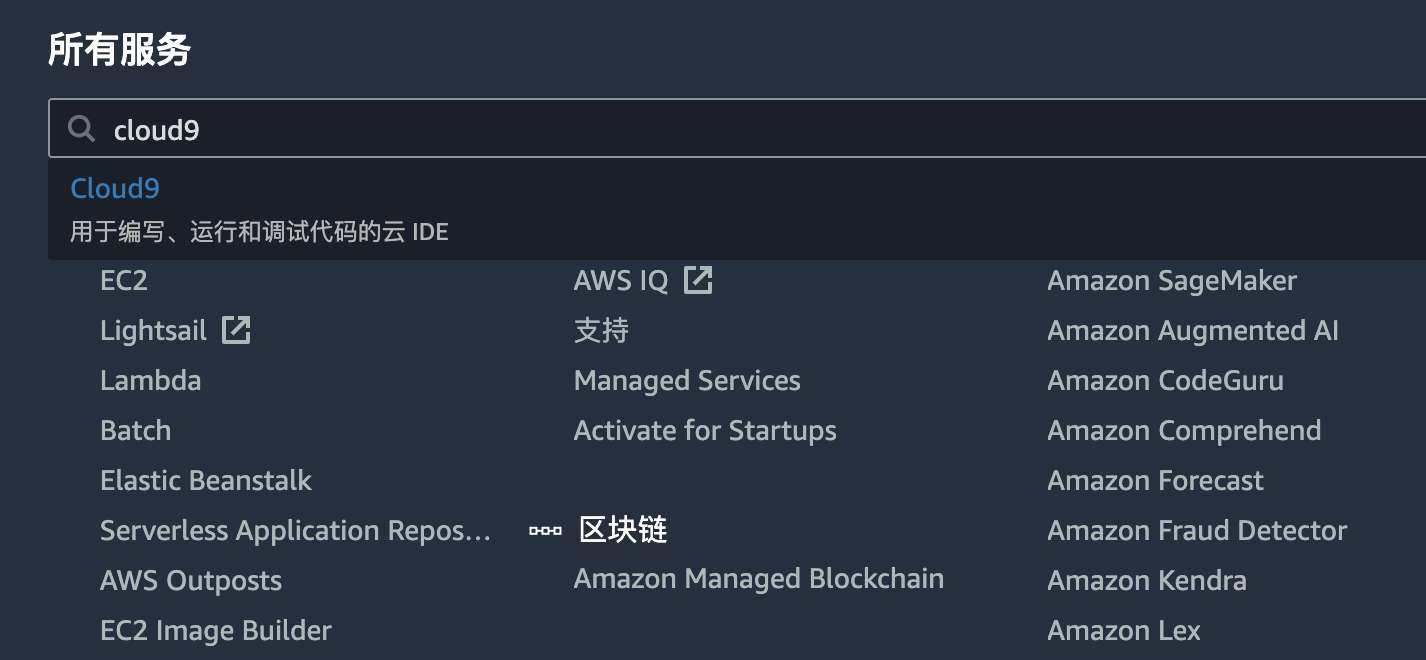 所有服务
cloud9
Cloud9
用于编写、运行和调试代码的云 IDE
EC2
Lightsail
Lambda
Batch
Elastic Beanstalk
Serverless Application Repos...
AWS Outposts
EC2 Image Builder
AWS IQ
支持
Managed Services
Activate for Startups
区块链
Amazon Managed Blockchain
Amazon SageMaker
Amazon Augmented AI
Amazon CodeGuru
Amazon Comprehend
Amazon Forecast
Amazon Fraud Detector
Amazon Kendra
Amazon Lex